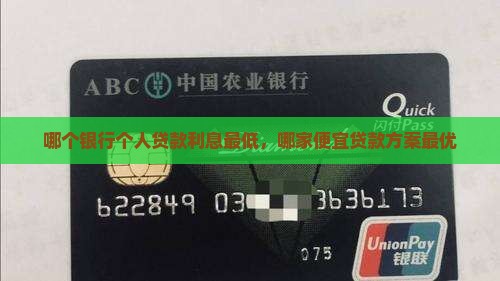 ABC 中国农业银行
Quick
闪付Pass
哪个银行个人贷款利息最低，哪家便宜贷款方案最优
622849 03 3636173
075
UnionPay
银联